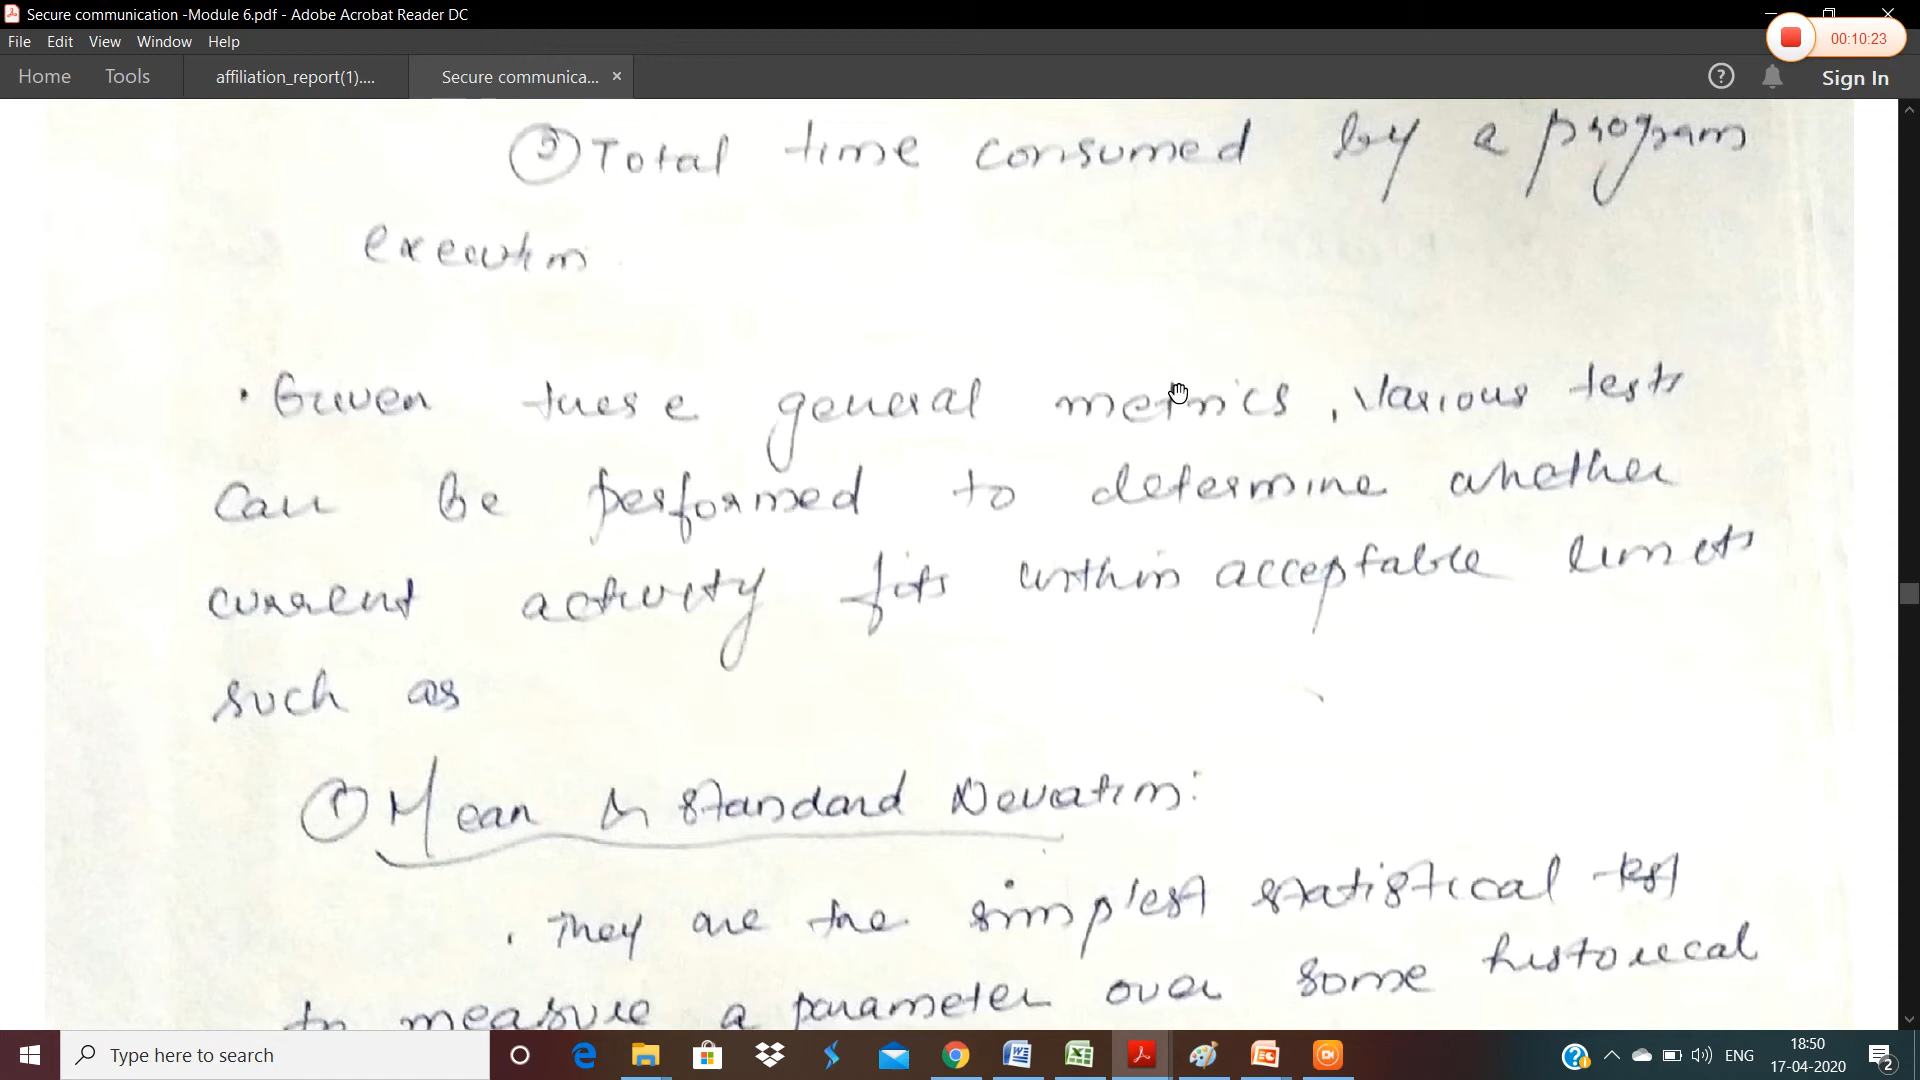 Secure communication -Module 6.pdf - Adobe Acrobat Reader DC
00:10:23
File Edit View Window Help
Home Tools affiliation_report(1).... Secure communica... × ? Sign In
③ Total time consumed by a program
execution
• Given these general metrics, various tests
can be performed to determine whether
current activity fits within acceptable limits
such as
① Mean & standard Deviation:
. They are the simplest statistical test
to measure a parameter over some historical
Type here to search
ENG
18:50
17-04-2020
2